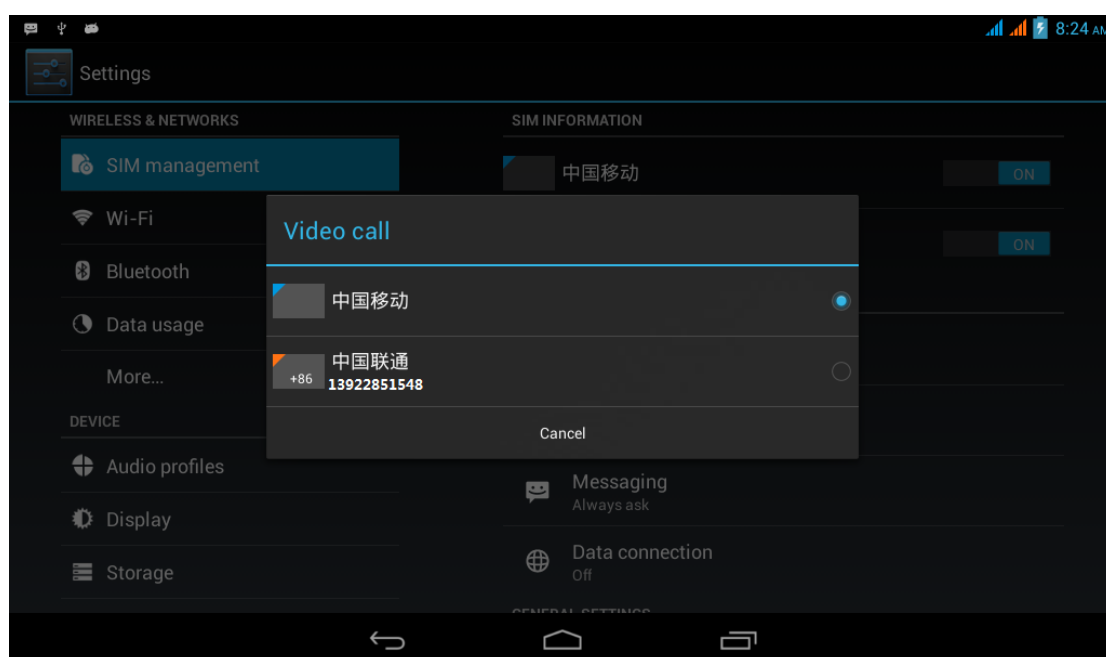 8:24 AM
Settings
WIRELESS & NETWORKS
SIM management
Wi-Fi
Bluetooth
Data usage
More...
DEVICE
Audio profiles
Display
Storage
SIM INFORMATION
中国移动
ON
ON
Video call
中国移动
中国联通
+86 13922851548
Cancel
Messaging
Always ask
Data connection
Off
GENERAL SETTINGS